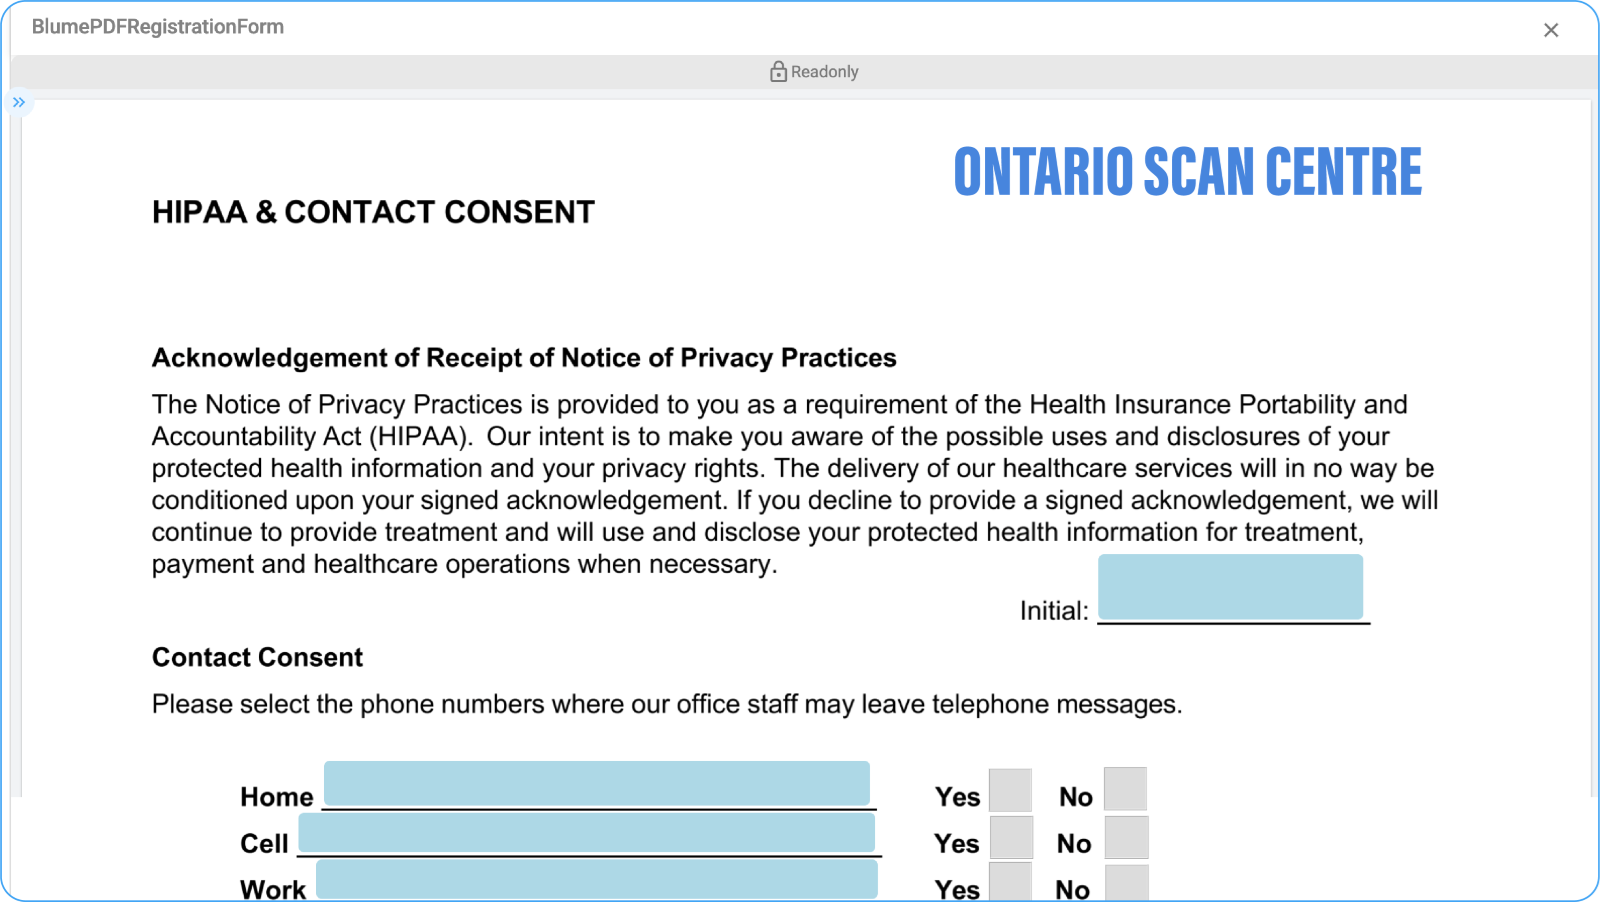 BlumePDFRegistrationForm
Readonly
ONTARIO SCAN CENTRE
HIPAA & CONTACT CONSENT
Acknowledgement of Receipt of Notice of Privacy Practices
The Notice of Privacy Practices is provided to you as a requirement of the Health Insurance Portability and
Accountability Act (HIPAA).  Our intent is to make you aware of the possible uses and disclosures of your
protected health information and your privacy rights. The delivery of our healthcare services will in no way be
conditioned upon your signed acknowledgement. If you decline to provide a signed acknowledgement, we will
continue to provide treatment and will use and disclose your protected health information for treatment,
payment and healthcare operations when necessary.
Initial:
Contact Consent
Please select the phone numbers where our office staff may leave telephone messages.
Home Yes No
Cell Yes No
Work Yes No